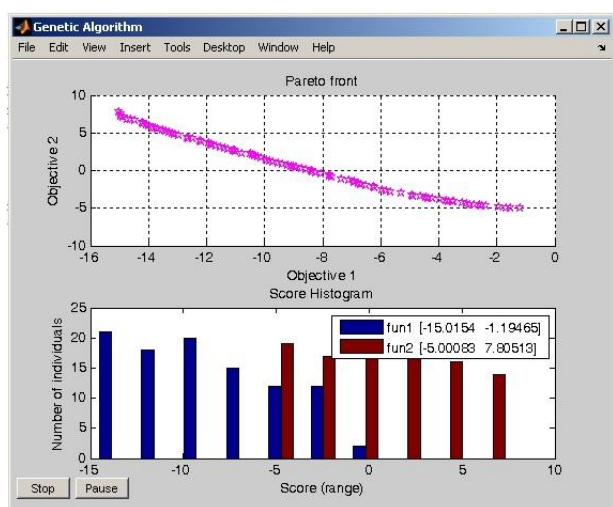 Genetic Algorithm
File Edit View Insert Tools Desktop Window Help
Pareto front
10
5
0
-5
-10
Objective 2
-16 -14 -12 -10 -8 -6 -4 -2 0
Objective 1
Score Histogram
25
20
15
10
5
0
Number of individuals
fun1 [-15.0154 -1.19465]
fun2 [-5.00083 7.80513]
-15 -10 -5 0 5 10
Score (range)
Stop Pause